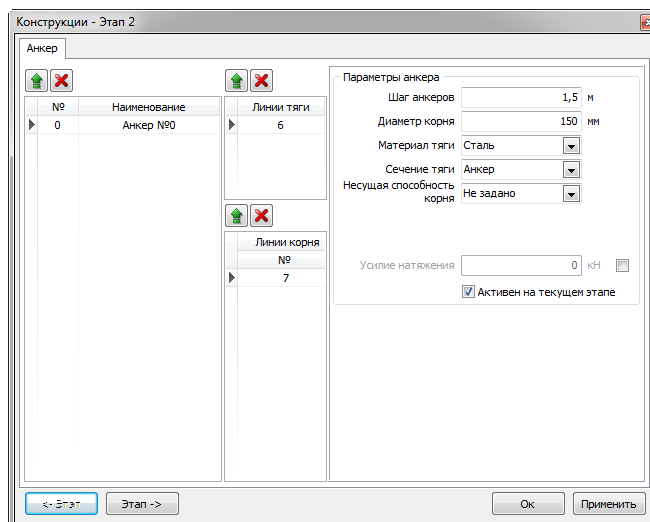 Конструкции - Этап 2
Анкер
№ Наименование
0 Анкер №0
Линии тяги
6
Линии корня
№
7
Параметры анкера
Шаг анкеров 1,5 м
Диаметр корня 150 мм
Материал тяги Сталь
Сечение тяги Анкер
Несущая способность
корня Не задано
Усилие натяжения 0 кН
Активен на текущем этапе
<- Этап Этап -> Ок Применить